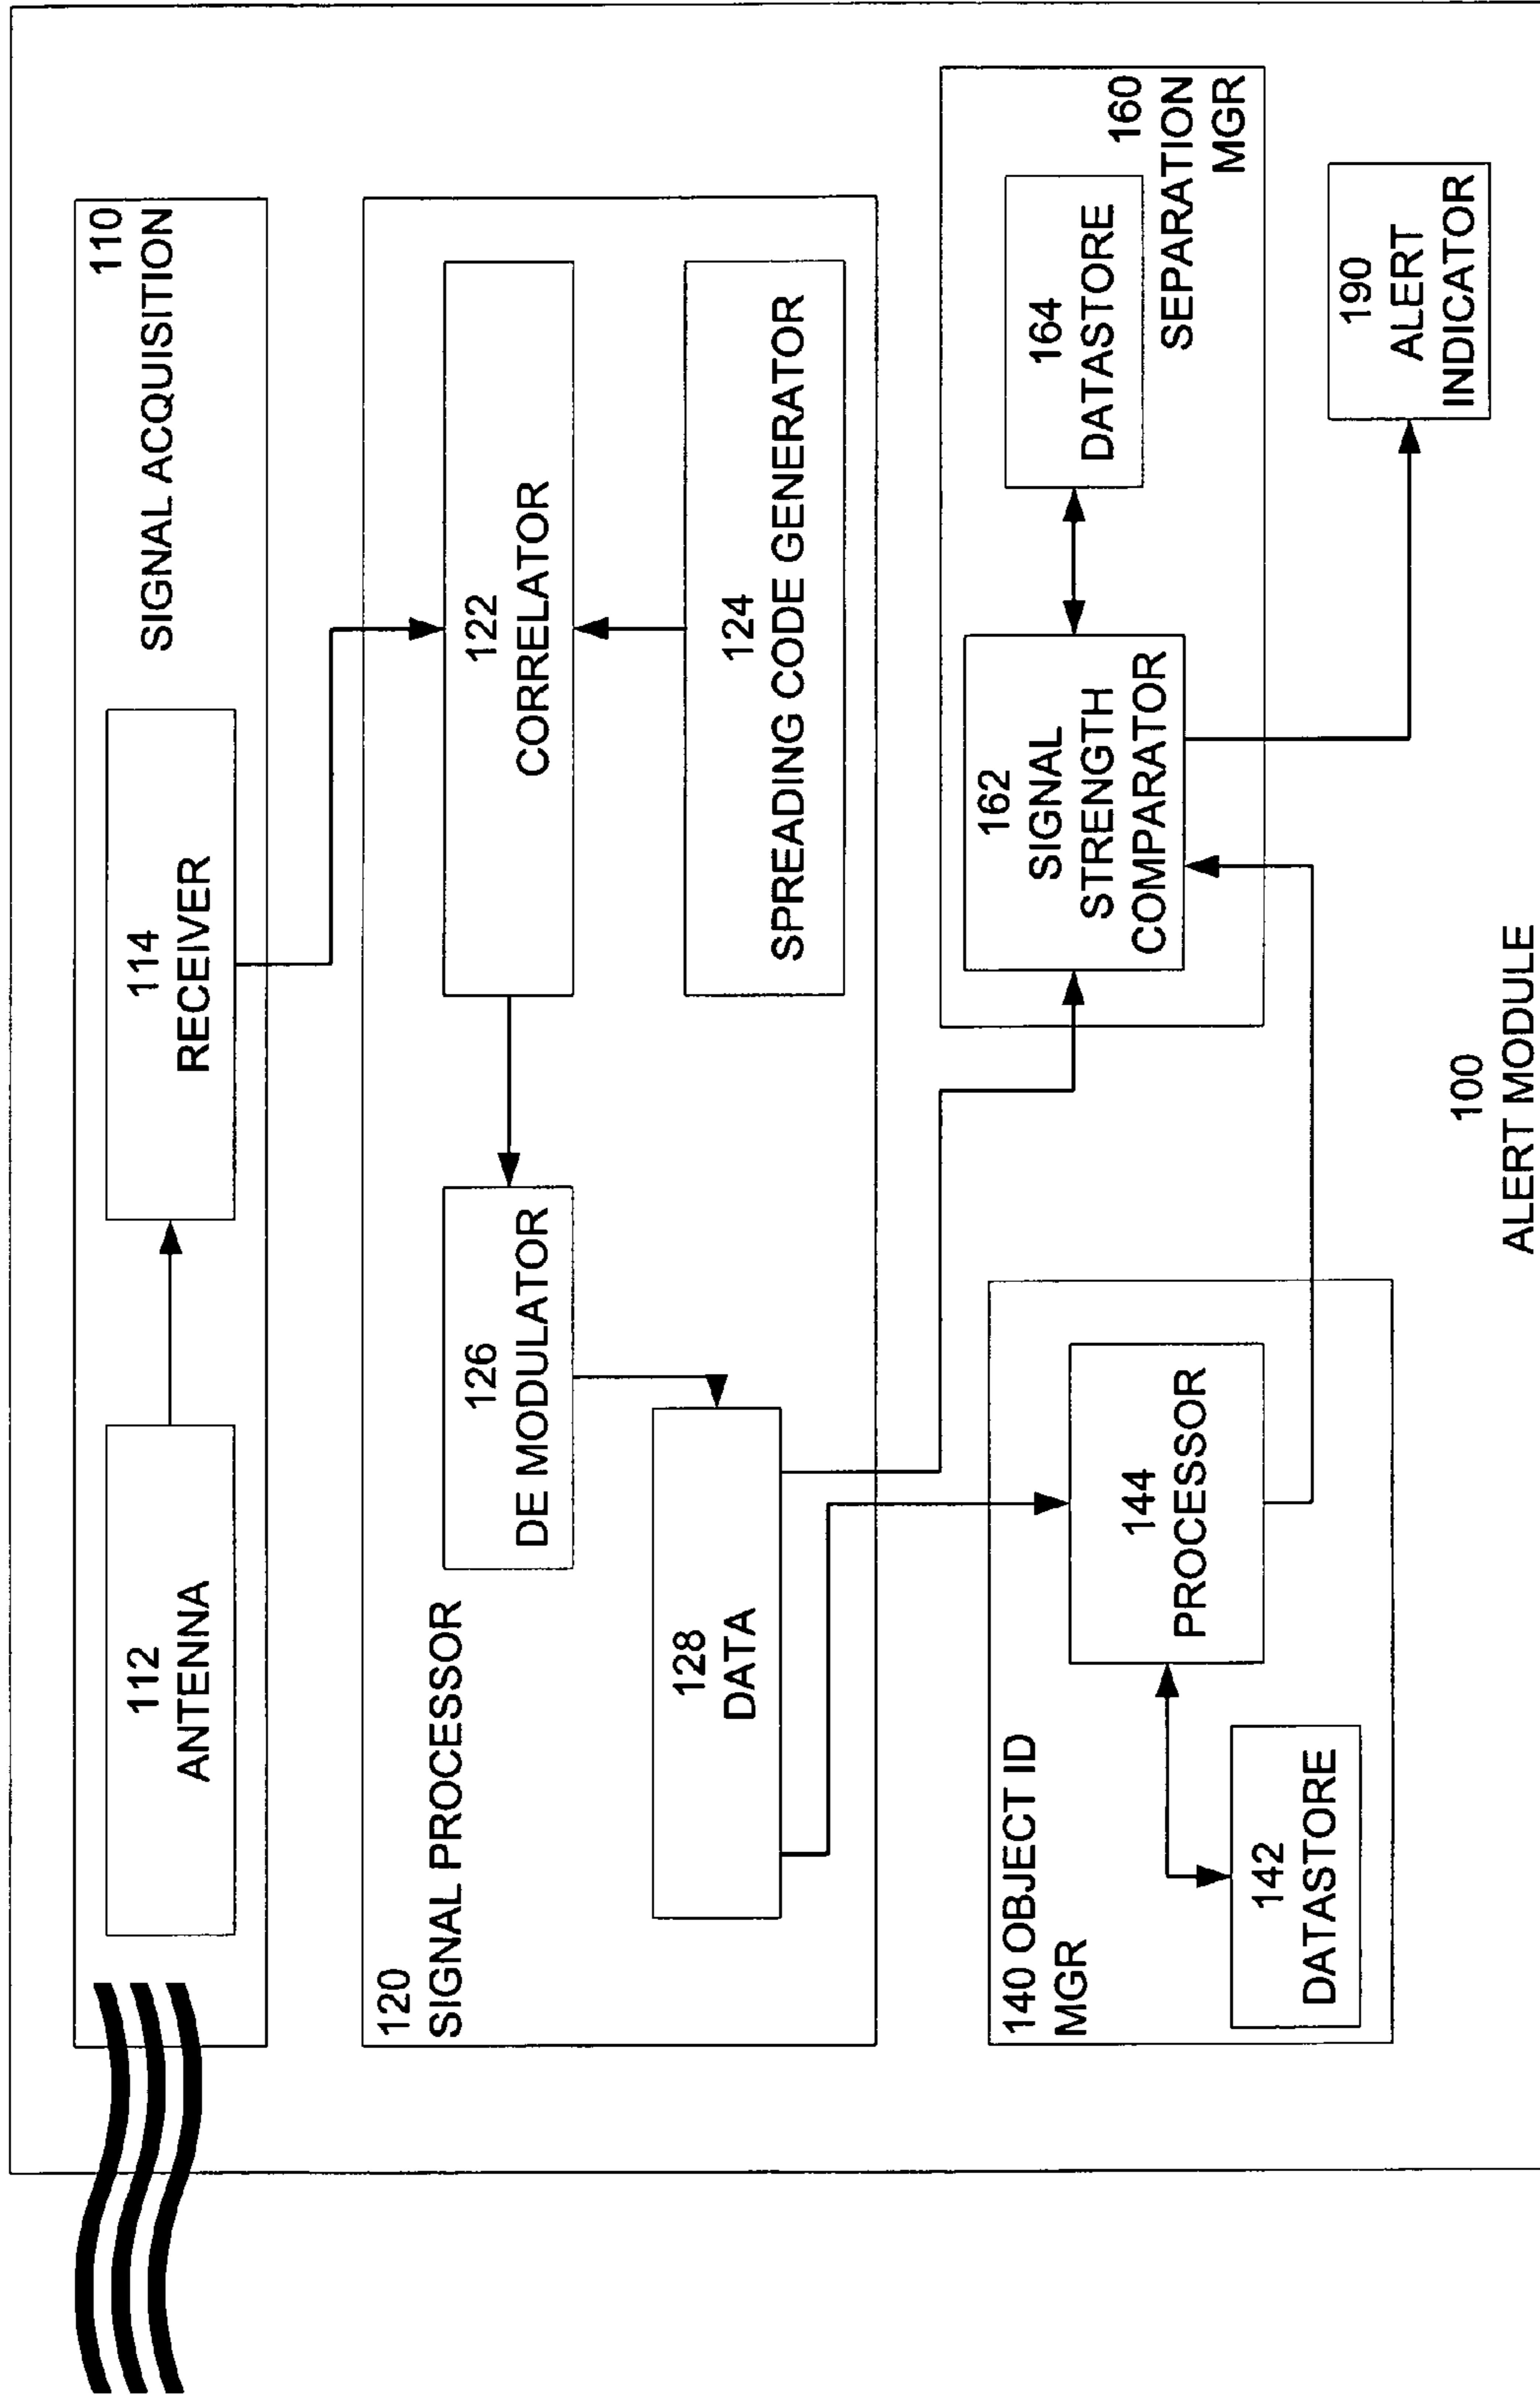 110
SIGNAL ACQUISITION
112
ANTENNA
114
RECEIVER
120
SIGNAL PROCESSOR
126
DE MODULATOR
122
CORRELATOR
128
DATA
124
SPREADING CODE GENERATOR
140 OBJECT ID
MGR
144
PROCESSOR
142
DATASTORE
162
SIGNAL
STRENGTH
COMPARATOR
164
DATASTORE
160
SEPARATION
MGR
190
ALERT
INDICATOR
100
ALERT MODULE